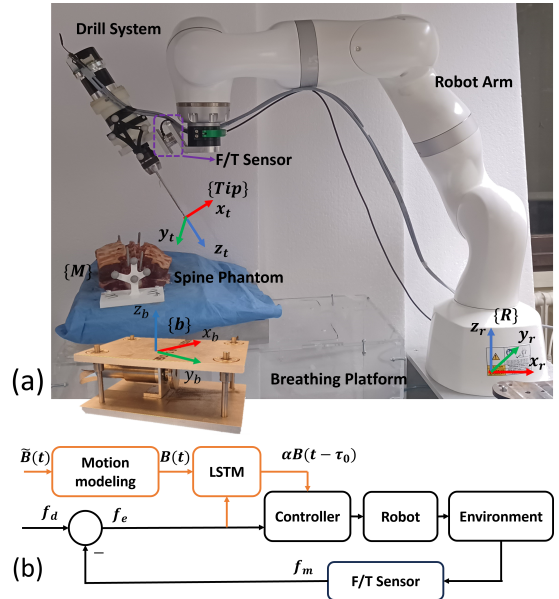 Drill System
Robot Arm
F/T Sensor
{Tip}
x_t
y_t
z_t
{M}
Spine Phantom
z_b
{b}
x_b
y_b
{R}
z_r
y_r
x_r
Breathing Platform
(a)
B̃(t)
Motion
modeling
B(t)
LSTM
αB(t − τ₀)
f_d
f_e
−
Controller
Robot
Environment
f_m
F/T Sensor
(b)